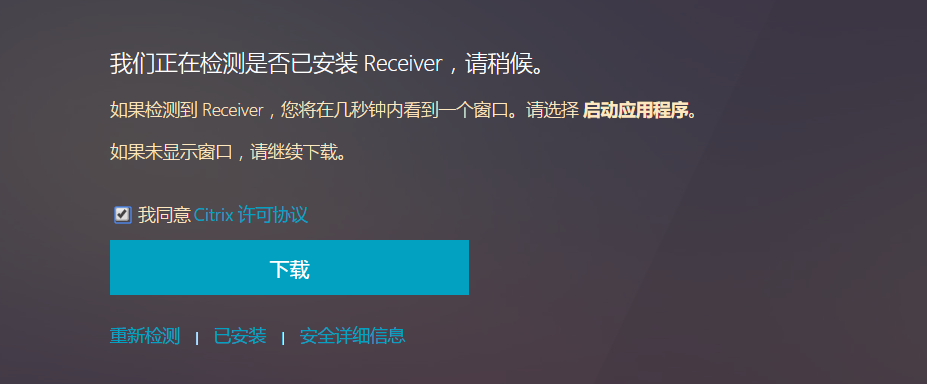 我们正在检测是否已安装 Receiver，请稍候。
如果检测到 Receiver，您将在几秒钟内看到一个窗口。请选择 启动应用程序。
如果未显示窗口，请继续下载。
我同意 Citrix 许可协议
下载
重新检测 | 已安装 | 安全详细信息